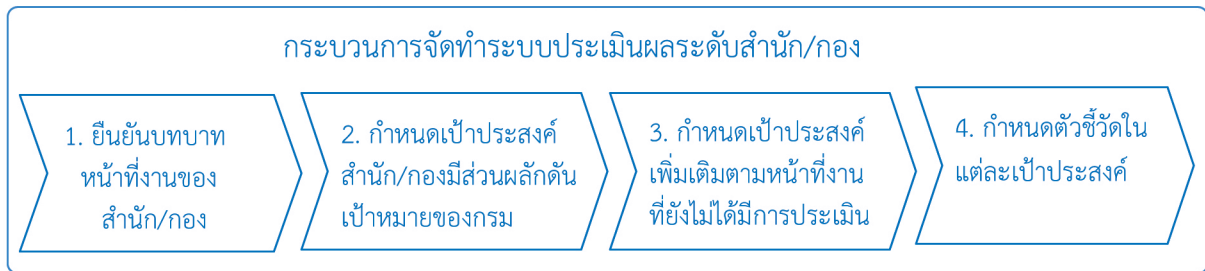 กระบวนการจัดทำระบบประเมินผลระดับสำนัก/กอง
1. ยืนยันบทบาท
หน้าที่งานของ
สำนัก/กอง
2. กำหนดเป้าประสงค์
สำนัก/กองมีส่วนผลักดัน
เป้าหมายของกรม
3. กำหนดเป้าประสงค์
เพิ่มเติมตามหน้าที่งาน
ที่ยังไม่ได้มีการประเมิน
4. กำหนดตัวชี้วัดใน
แต่ละเป้าประสงค์